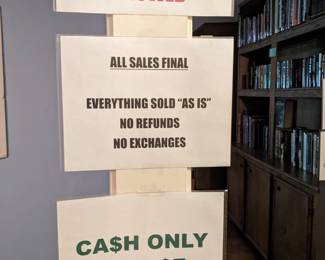 ALL SALES FINAL
EVERYTHING SOLD “AS IS”
NO REFUNDS
NO EXCHANGES
CA$H ONLY